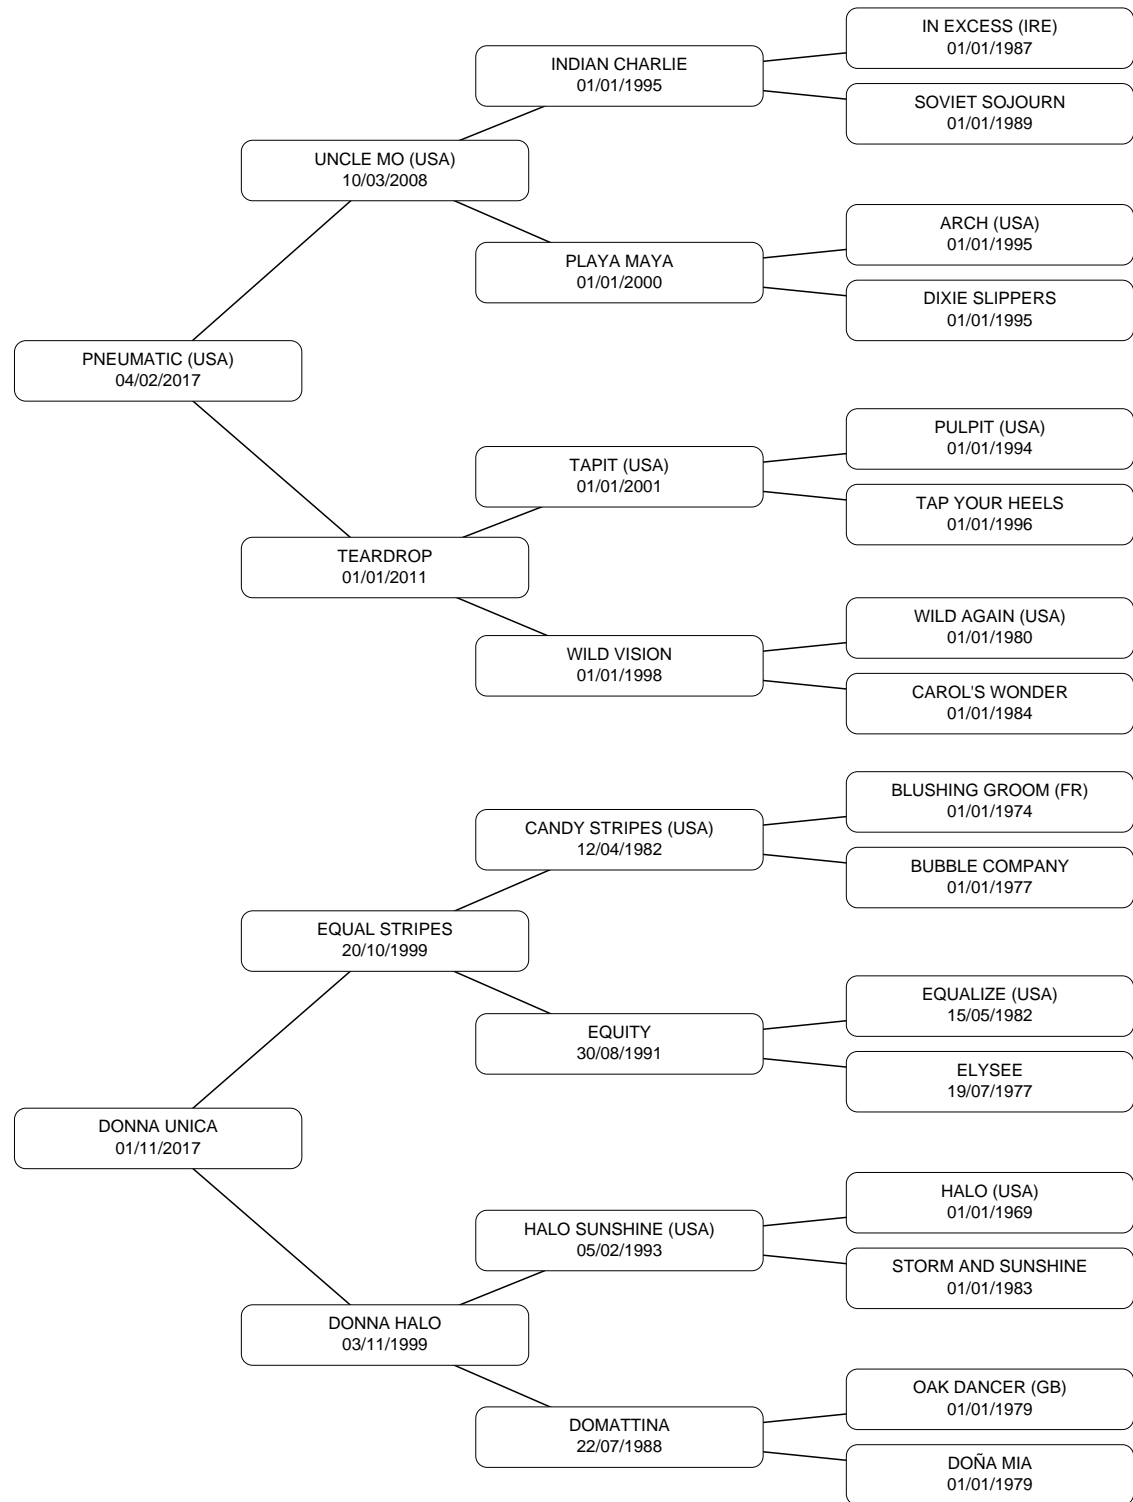 IN EXCESS (IRE)
01/01/1987
INDIAN CHARLIE
01/01/1995
SOVIET SOJOURN
01/01/1989
UNCLE MO (USA)
10/03/2008
ARCH (USA)
01/01/1995
PLAYA MAYA
01/01/2000
DIXIE SLIPPERS
01/01/1995
PNEUMATIC (USA)
04/02/2017
PULPIT (USA)
01/01/1994
TAPIT (USA)
01/01/2001
TAP YOUR HEELS
01/01/1996
TEARDROP
01/01/2011
WILD AGAIN (USA)
01/01/1980
WILD VISION
01/01/1998
CAROL'S WONDER
01/01/1984
BLUSHING GROOM (FR)
01/01/1974
CANDY STRIPES (USA)
12/04/1982
BUBBLE COMPANY
01/01/1977
EQUAL STRIPES
20/10/1999
EQUALIZE (USA)
15/05/1982
EQUITY
30/08/1991
ELYSEE
19/07/1977
DONNA UNICA
01/11/2017
HALO (USA)
01/01/1969
HALO SUNSHINE (USA)
05/02/1993
STORM AND SUNSHINE
01/01/1983
DONNA HALO
03/11/1999
OAK DANCER (GB)
01/01/1979
DOMATTINA
22/07/1988
DOÑA MIA
01/01/1979